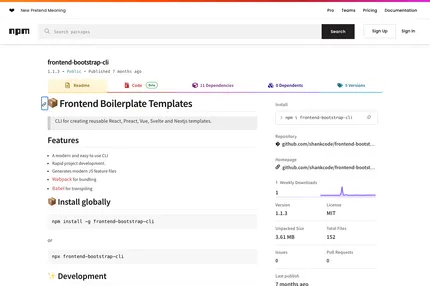 New Pretend Meaning
Pro
Teams
Pricing
Documentation
npm
Search packages
Search
Sign Up
Sign In
frontend-bootstrap-cli
1.1.3 • Public • Published 7 months ago
Readme
Code Beta
11 Dependencies
0 Dependents
5 Versions
📦 Frontend Boilerplate Templates
CLI for creating reusable React, Preact, Vue, Svelte and Nextjs templates.
Features
A modern and easy to use CLI
Rapid project development.
Generates modern JS feature files
Webpack for bundling
Babel for transpiling
📦 Install globally
npm install -g frontend-bootstrap-cli
or
npx frontend-bootstrap-cli
✨ Development
Install
> npm i frontend-bootstrap-cli
Repository
github.com/shankcode/frontend-bootst...
Homepage
github.com/shankcode/frontend-bootst...
Weekly Downloads
1
Version
License
1.1.3
MIT
Unpacked Size
Total Files
3.61 MB
152
Issues
Pull Requests
0
0
Last publish
7 months ago